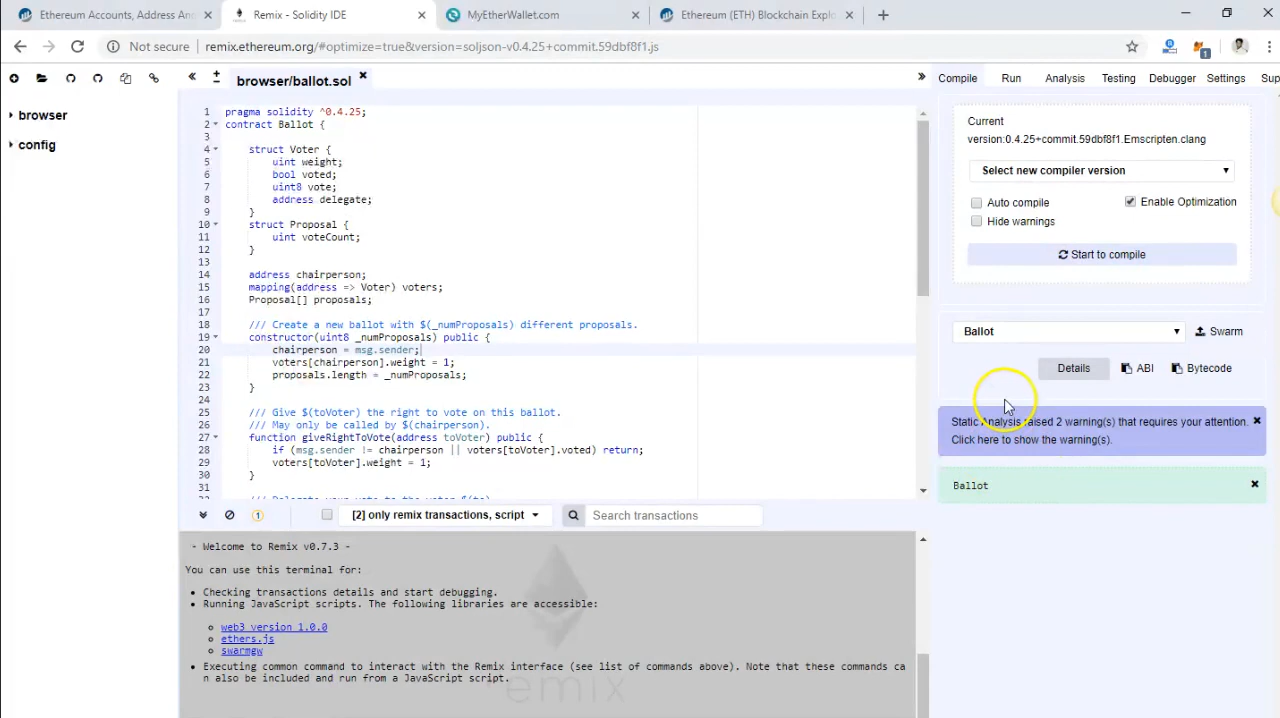 Ethereum Accounts, Address An
Remix - Solidity IDE
MyEtherWallet.com
Ethereum (ETH) Blockchain Explo
Not secure
remix.ethereum.org/#optimize=true&version=soljson-v0.4.25+commit.59dbf8f1.js
1
browser/ballot.sol
Compile
Run
Analysis
Testing
Debugger
Settings
Sup
browser
config
1 pragma solidity ^0.4.25;
2 contract Ballot {
3
4 struct Voter {
5 uint weight;
6 bool voted;
7 uint8 vote;
8 address delegate;
9 }
10 struct Proposal {
11 uint voteCount;
12 }
13
14 address chairperson;
15 mapping(address => Voter) voters;
16 Proposal[] proposals;
17
18 /// Create a new ballot with $(_numProposals) different proposals.
19 constructor(uint8 _numProposals) public {
20 chairperson = msg.sender;
21 voters[chairperson].weight = 1;
22 proposals.length = _numProposals;
23 }
24
25 /// Give $(toVoter) the right to vote on this ballot.
26 /// May only be called by $(chairperson).
27 function giveRightToVote(address toVoter) public {
28 if (msg.sender != chairperson || voters[toVoter].voted) return;
29 voters[toVoter].weight = 1;
30 }
31
32 /// Delegate your vote to the voter $(to).
Current
version:0.4.25+commit.59dbf8f1.Emscripten.clang
Select new compiler version
Auto compile
Enable Optimization
Hide warnings
Start to compile
Ballot
Swarm
Details
ABI
Bytecode
Static Analysis raised 2 warning(s) that requires your attention.
Click here to show the warning(s).
Ballot
1
[2] only remix transactions, script
Search transactions
- Welcome to Remix v0.7.3 -
You can use this terminal for:
• Checking transactions details and start debugging.
• Running JavaScript scripts. The following libraries are accessible:
web3 version 1.0.0
ethers.js
swarmgw
• Executing common command to interact with the Remix interface (see list of commands above). Note that these commands ca
n also be included and run from a JavaScript script.
emix